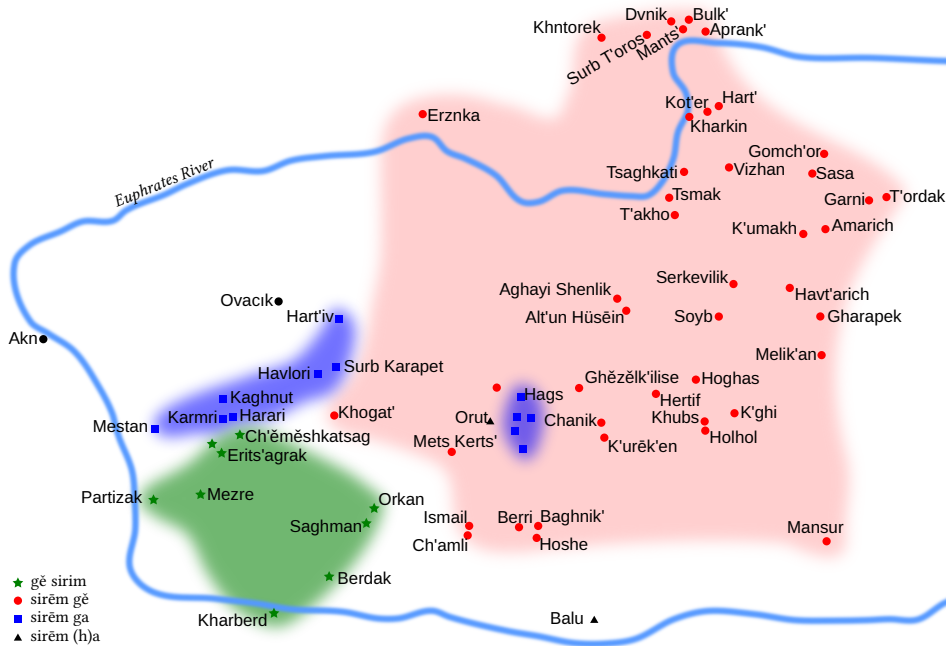 Dvnik
Bulk'
Khntorek
Surb T'oros
Mants'
Aprank'
Kot'er
Hart'
Erznka
Kharkin
Gomch'or
Euphrates River
Tsaghkati
Vizhan
Sasa
Tsmak
Garni
T'ordak
T'akho
K'umakh
Amarich
Serkevilik
Aghayi Shenlik
Havt'arich
Ovacık
Hart'iv
Alt'un Hüsēin
Soyb
Gharapek
Akn
Melik'an
Havlori
Surb Karapet
Ghězělk'ilise
Hoghas
Kaghnut
Hags
Hertif
Karmri
Harari
Khogat'
Orut
Chanik
Khubs
K'ghi
Mestan
Ch'ěměshkatsag
Mets Kerts'
K'urēk'en
Holhol
Erits'agrak
Partizak
Mezre
Orkan
Saghman
Ismail
Berri
Baghnik'
Mansur
Ch'amli
Hoshe
Berdak
gě sirim
sirēm gě
sirēm ga
sirēm (h)a
Kharberd
Balu